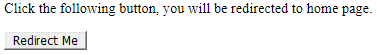 Click the following button, you will be redirected to home page.
Redirect Me